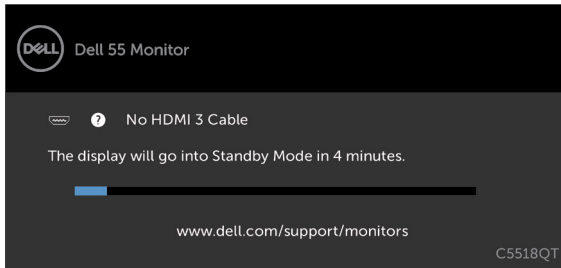 DELL Dell 55 Monitor
? No HDMI 3 Cable
The display will go into Standby Mode in 4 minutes.
www.dell.com/support/monitors
C5518QT